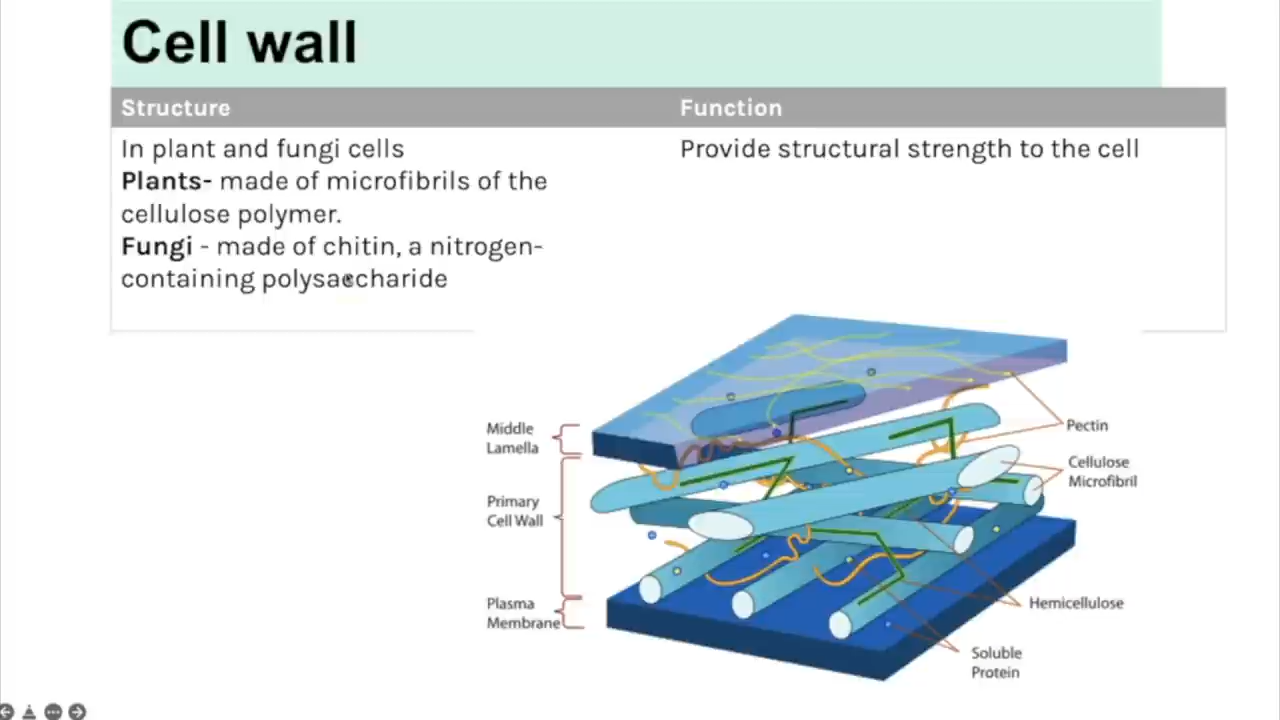 Cell wall
Structure
Function
In plant and fungi cells
Plants- made of microfibrils of the
cellulose polymer.
Fungi - made of chitin, a nitrogen-
containing polysaccharide
Provide structural strength to the cell
Middle
Lamella
Primary
Cell Wall
Plasma
Membrane
Pectin
Cellulose
Microfibril
Hemicellulose
Soluble
Protein